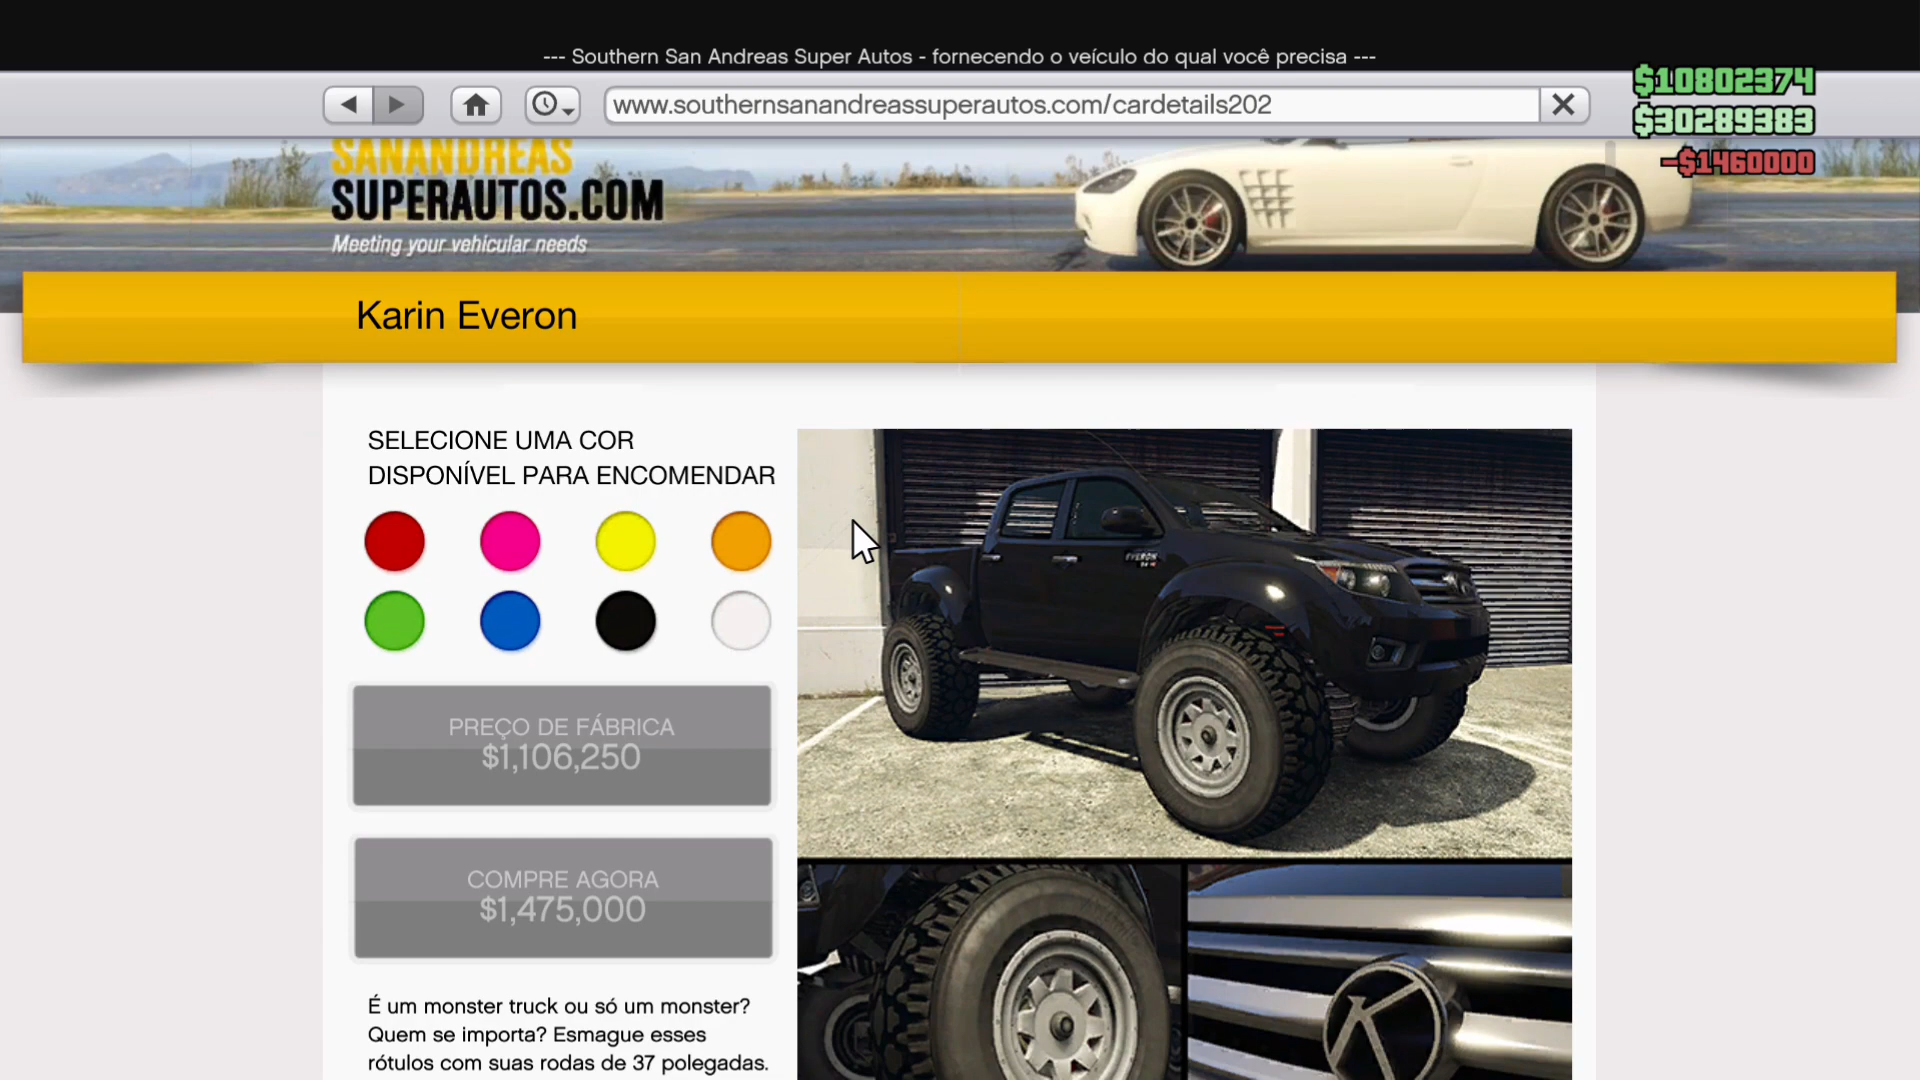 --- Southern San Andreas Super Autos - fornecendo o veículo do qual você precisa ---
www.southernsanandreassuperautos.com/cardetails202
$10802374
$30289383
-$1460000
SANANDREAS
SUPERAUTOS.COM
Meeting your vehicular needs
Karin Everon
SELECIONE UMA COR
DISPONÍVEL PARA ENCOMENDAR
EVERON
PREÇO DE FÁBRICA
$1,106,250
COMPRE AGORA
$1,475,000
É um monster truck ou só um monster?
Quem se importa? Esmague esses
rótulos com suas rodas de 37 polegadas.